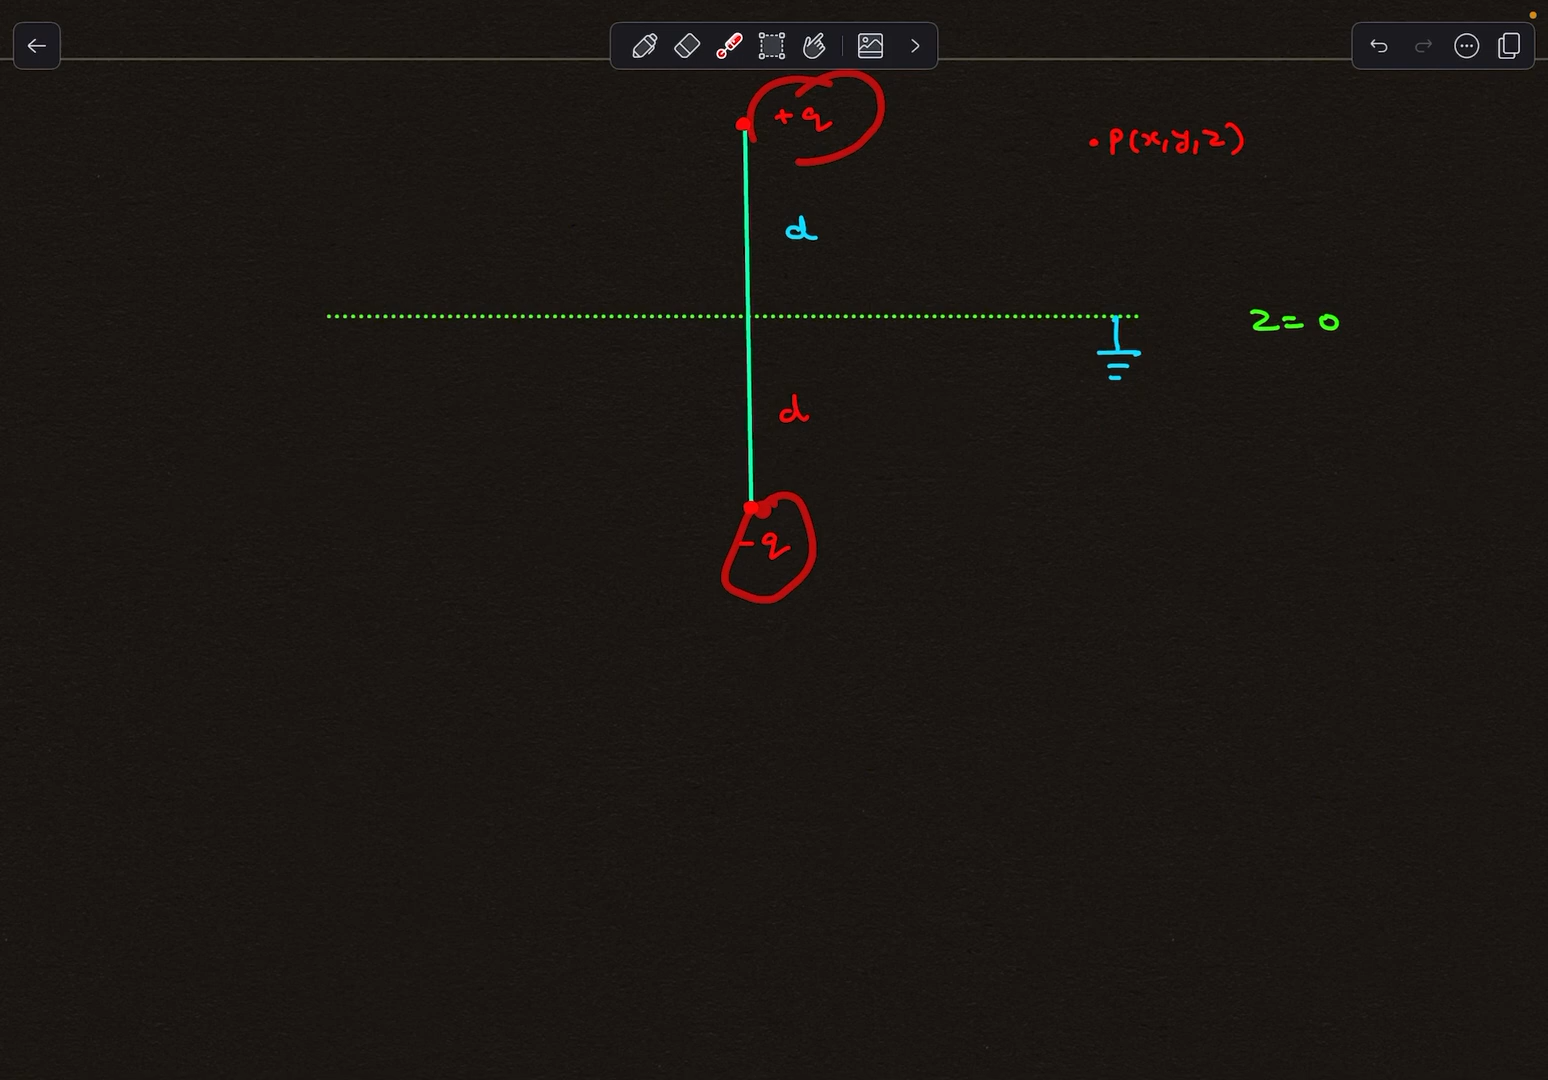 +q
• P(x,y,z)
d
z = 0
d
-q